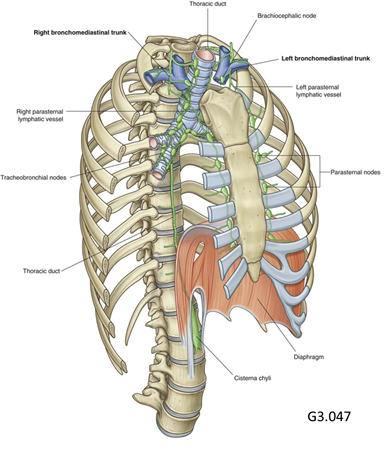 Thoracic duct
Brachiocephalic node
Right bronchomediastinal trunk
Left bronchomediastinal trunk
Left parasternal
lymphatic vessel
Right parasternal
lymphatic vessel
Parasternal nodes
Tracheobronchial nodes
Thoracic duct
Diaphragm
Cisterna chyli
G3.047